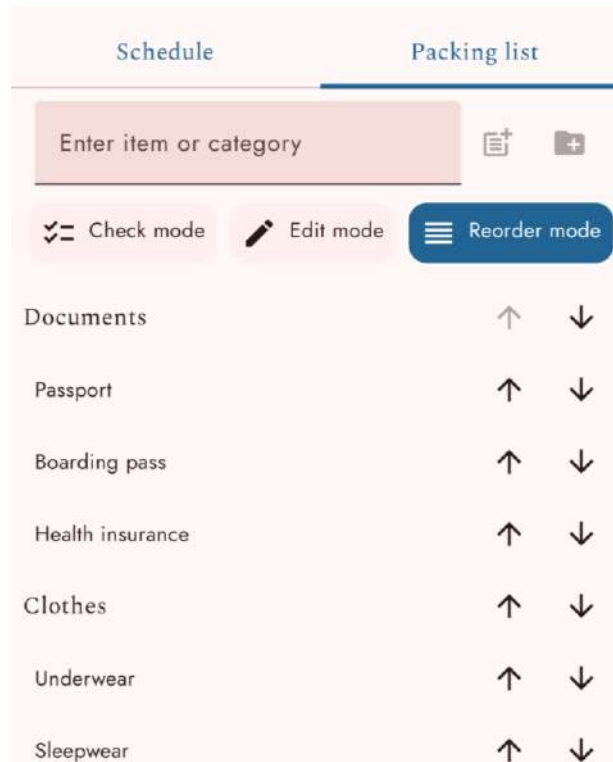 Schedule Packing list
Enter item or category
Check mode Edit mode Reorder mode
Documents
Passport
Boarding pass
Health insurance
Clothes
Underwear
Sleepwear